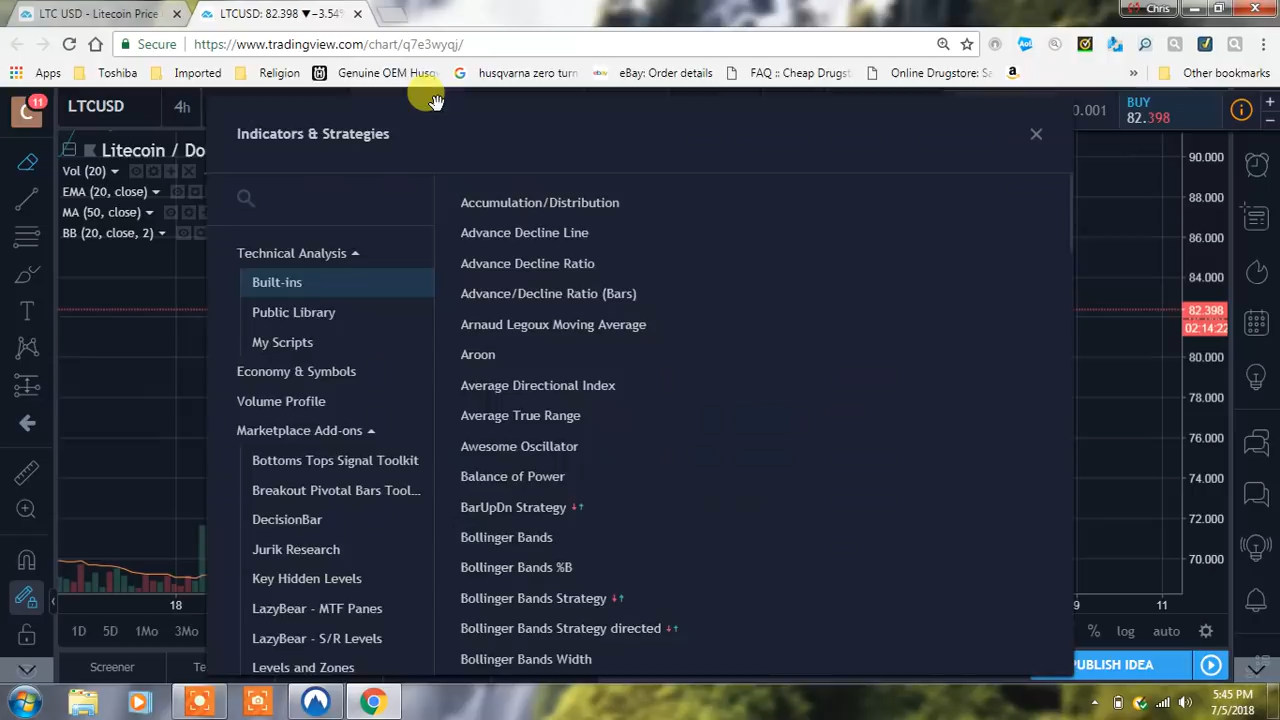 LTC USD - Litecoin Price
LTCUSD: 82.398 ▼−3.54%
Chris
Secure
https://www.tradingview.com/chart/q7e3wyqj/
Apps
Toshiba
Imported
Religion
Genuine OEM Husq
husqvarna zero turn
eBay: Order details
FAQ :: Cheap Drugst
Online Drugstore: Sa
»
Other bookmarks
C
11
LTCUSD
4h
Indicators & Strategies
0.001
BUY
82.398
Litecoin / Do
Vol (20)
EMA (20, close)
MA (50, close)
BB (20, close, 2)
Technical Analysis
Built-ins
Public Library
My Scripts
Economy & Symbols
Volume Profile
Marketplace Add-ons
Bottoms Tops Signal Toolkit
Breakout Pivotal Bars Tool...
DecisionBar
Jurik Research
Key Hidden Levels
LazyBear - MTF Panes
LazyBear - S/R Levels
Levels and Zones
Accumulation/Distribution
Advance Decline Line
Advance Decline Ratio
Advance/Decline Ratio (Bars)
Arnaud Legoux Moving Average
Aroon
Average Directional Index
Average True Range
Awesome Oscillator
Balance of Power
BarUpDn Strategy
Bollinger Bands
Bollinger Bands %B
Bollinger Bands Strategy
Bollinger Bands Strategy directed
Bollinger Bands Width
90.000
88.000
86.000
84.000
82.398
02:14:22
80.000
78.000
76.000
74.000
72.000
70.000
18
9
11
1D
5D
1Mo
3Mo
%
log
auto
Screener
PUBLISH IDEA
5:45 PM
7/5/2018